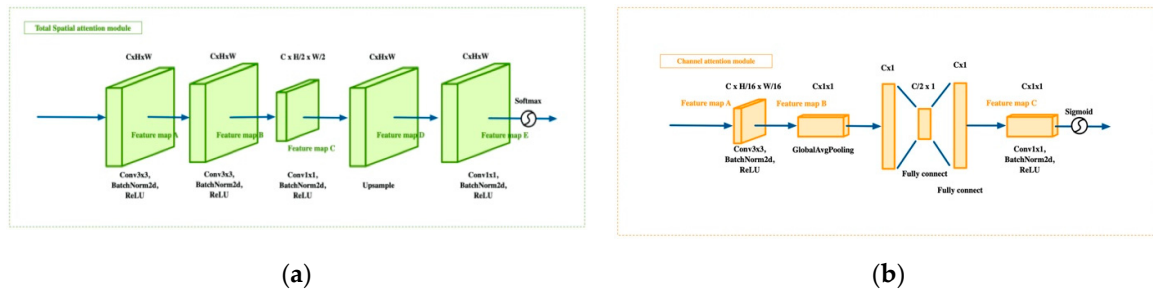 Total Spatial attention module
CxHxW
CxHxW
C x H/2 x W/2
CxHxW
CxHxW
Softmax
Feature map A
Feature map B
Feature map C
Feature map D
Feature map E
Conv3x3,
BatchNorm2d,
ReLU
Conv3x3,
BatchNorm2d,
ReLU
Conv1x1,
BatchNorm2d,
ReLU
Upsample
Conv1x1,
BatchNorm2d,
ReLU
(a)
Channel attention module
Cx1
Cx1
C x H/16 x W/16
Cx1x1
C/2 x 1
Cx1x1
Feature map A
Feature map B
Feature map C
Sigmoid
Conv3x3,
BatchNorm2d,
ReLU
GlobalAvgPooling
Fully connect
Fully connect
Conv1x1,
BatchNorm2d,
ReLU
(b)